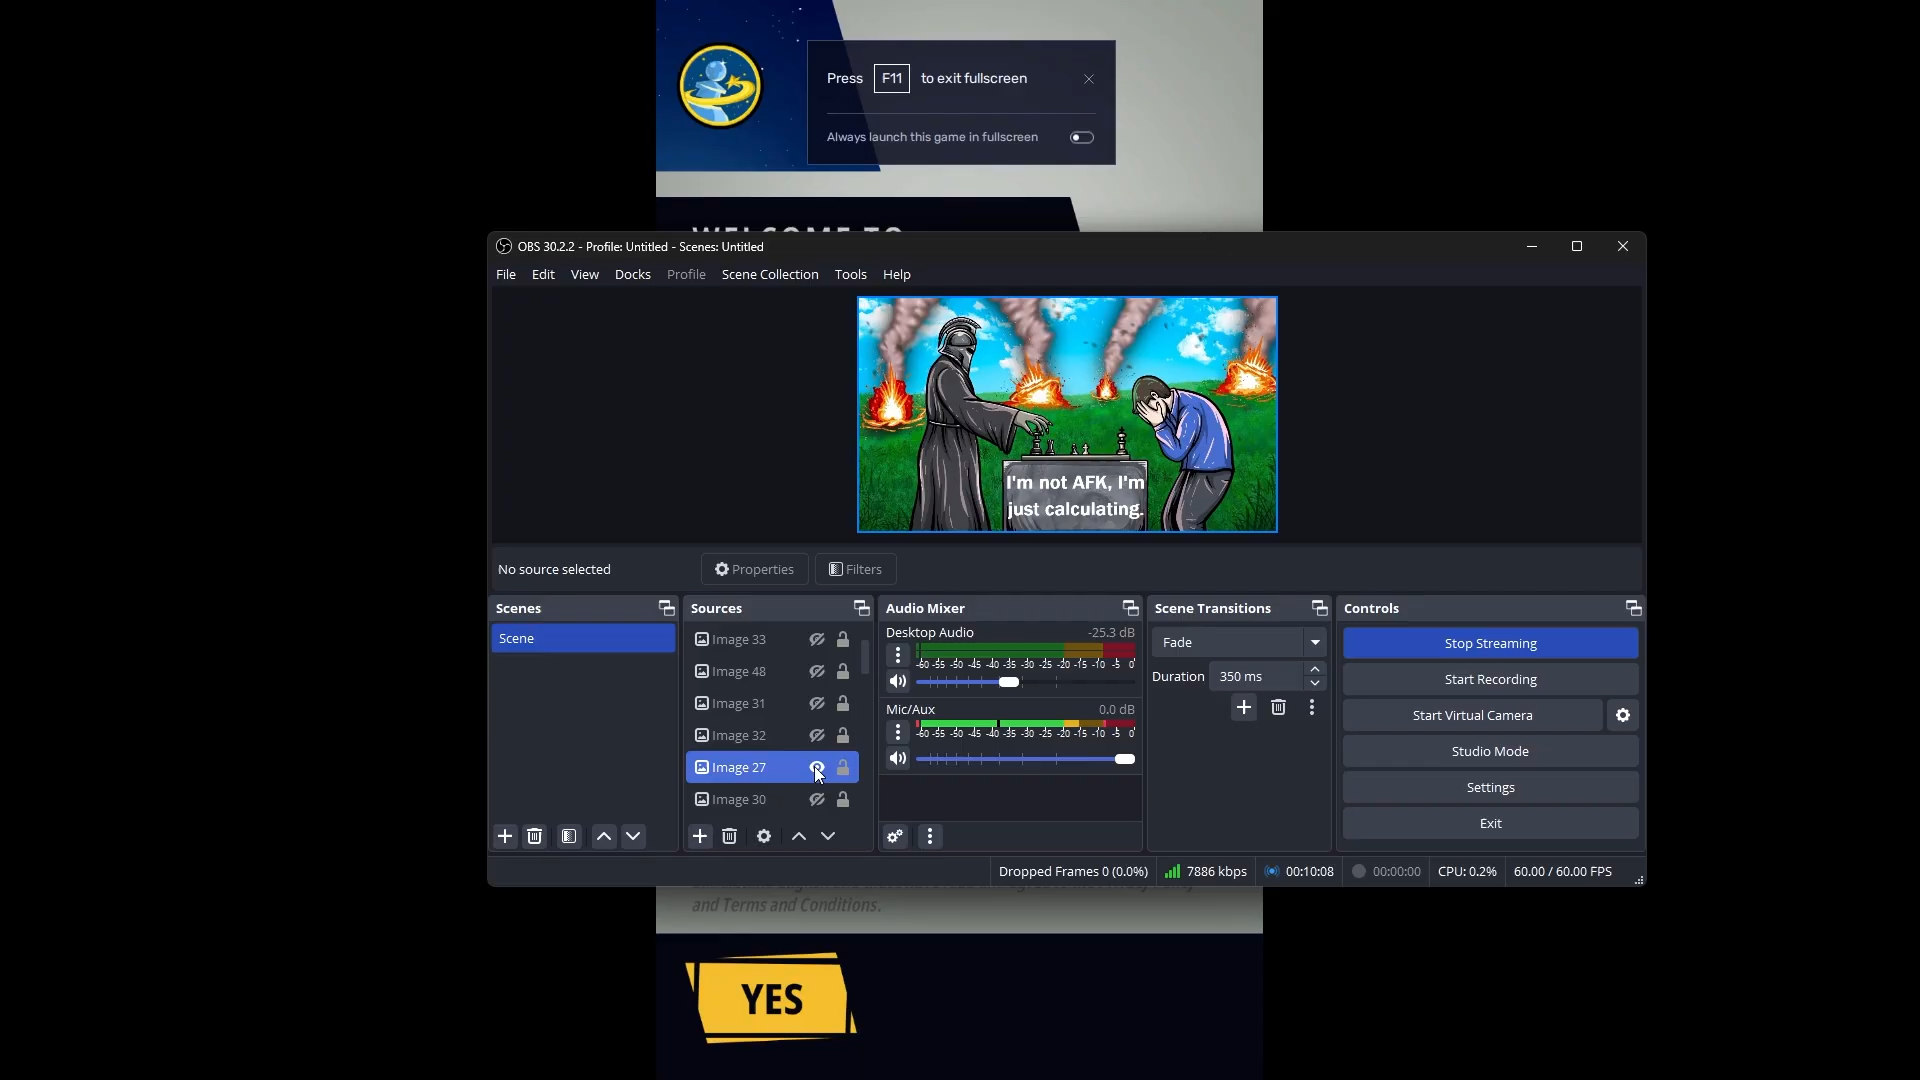 Press F11 to exit fullscreen
Always launch this game in fullscreen
WELCOME TO
OBS 30.2.2 - Profile: Untitled - Scenes: Untitled
File Edit View Docks Profile Scene Collection Tools Help
I'm not AFK, I'm
just calculating.
No source selected
Properties
Filters
Scenes
Scene
Sources
Image 33
Image 48
Image 31
Image 32
Image 27
Image 30
Audio Mixer
Desktop Audio -25.3 dB
-60 -55 -50 -45 -40 -35 -30 -25 -20 -15 -10 -5 0
Mic/Aux 0.0 dB
-60 -55 -50 -45 -40 -35 -30 -25 -20 -15 -10 -5 0
Scene Transitions
Fade
Duration 350 ms
Controls
Stop Streaming
Start Recording
Start Virtual Camera
Studio Mode
Settings
Exit
Dropped Frames 0 (0.0%) 7886 kbps 00:10:08 00:00:00 CPU: 0.2% 60.00 / 60.00 FPS
and Terms and Conditions.
YES